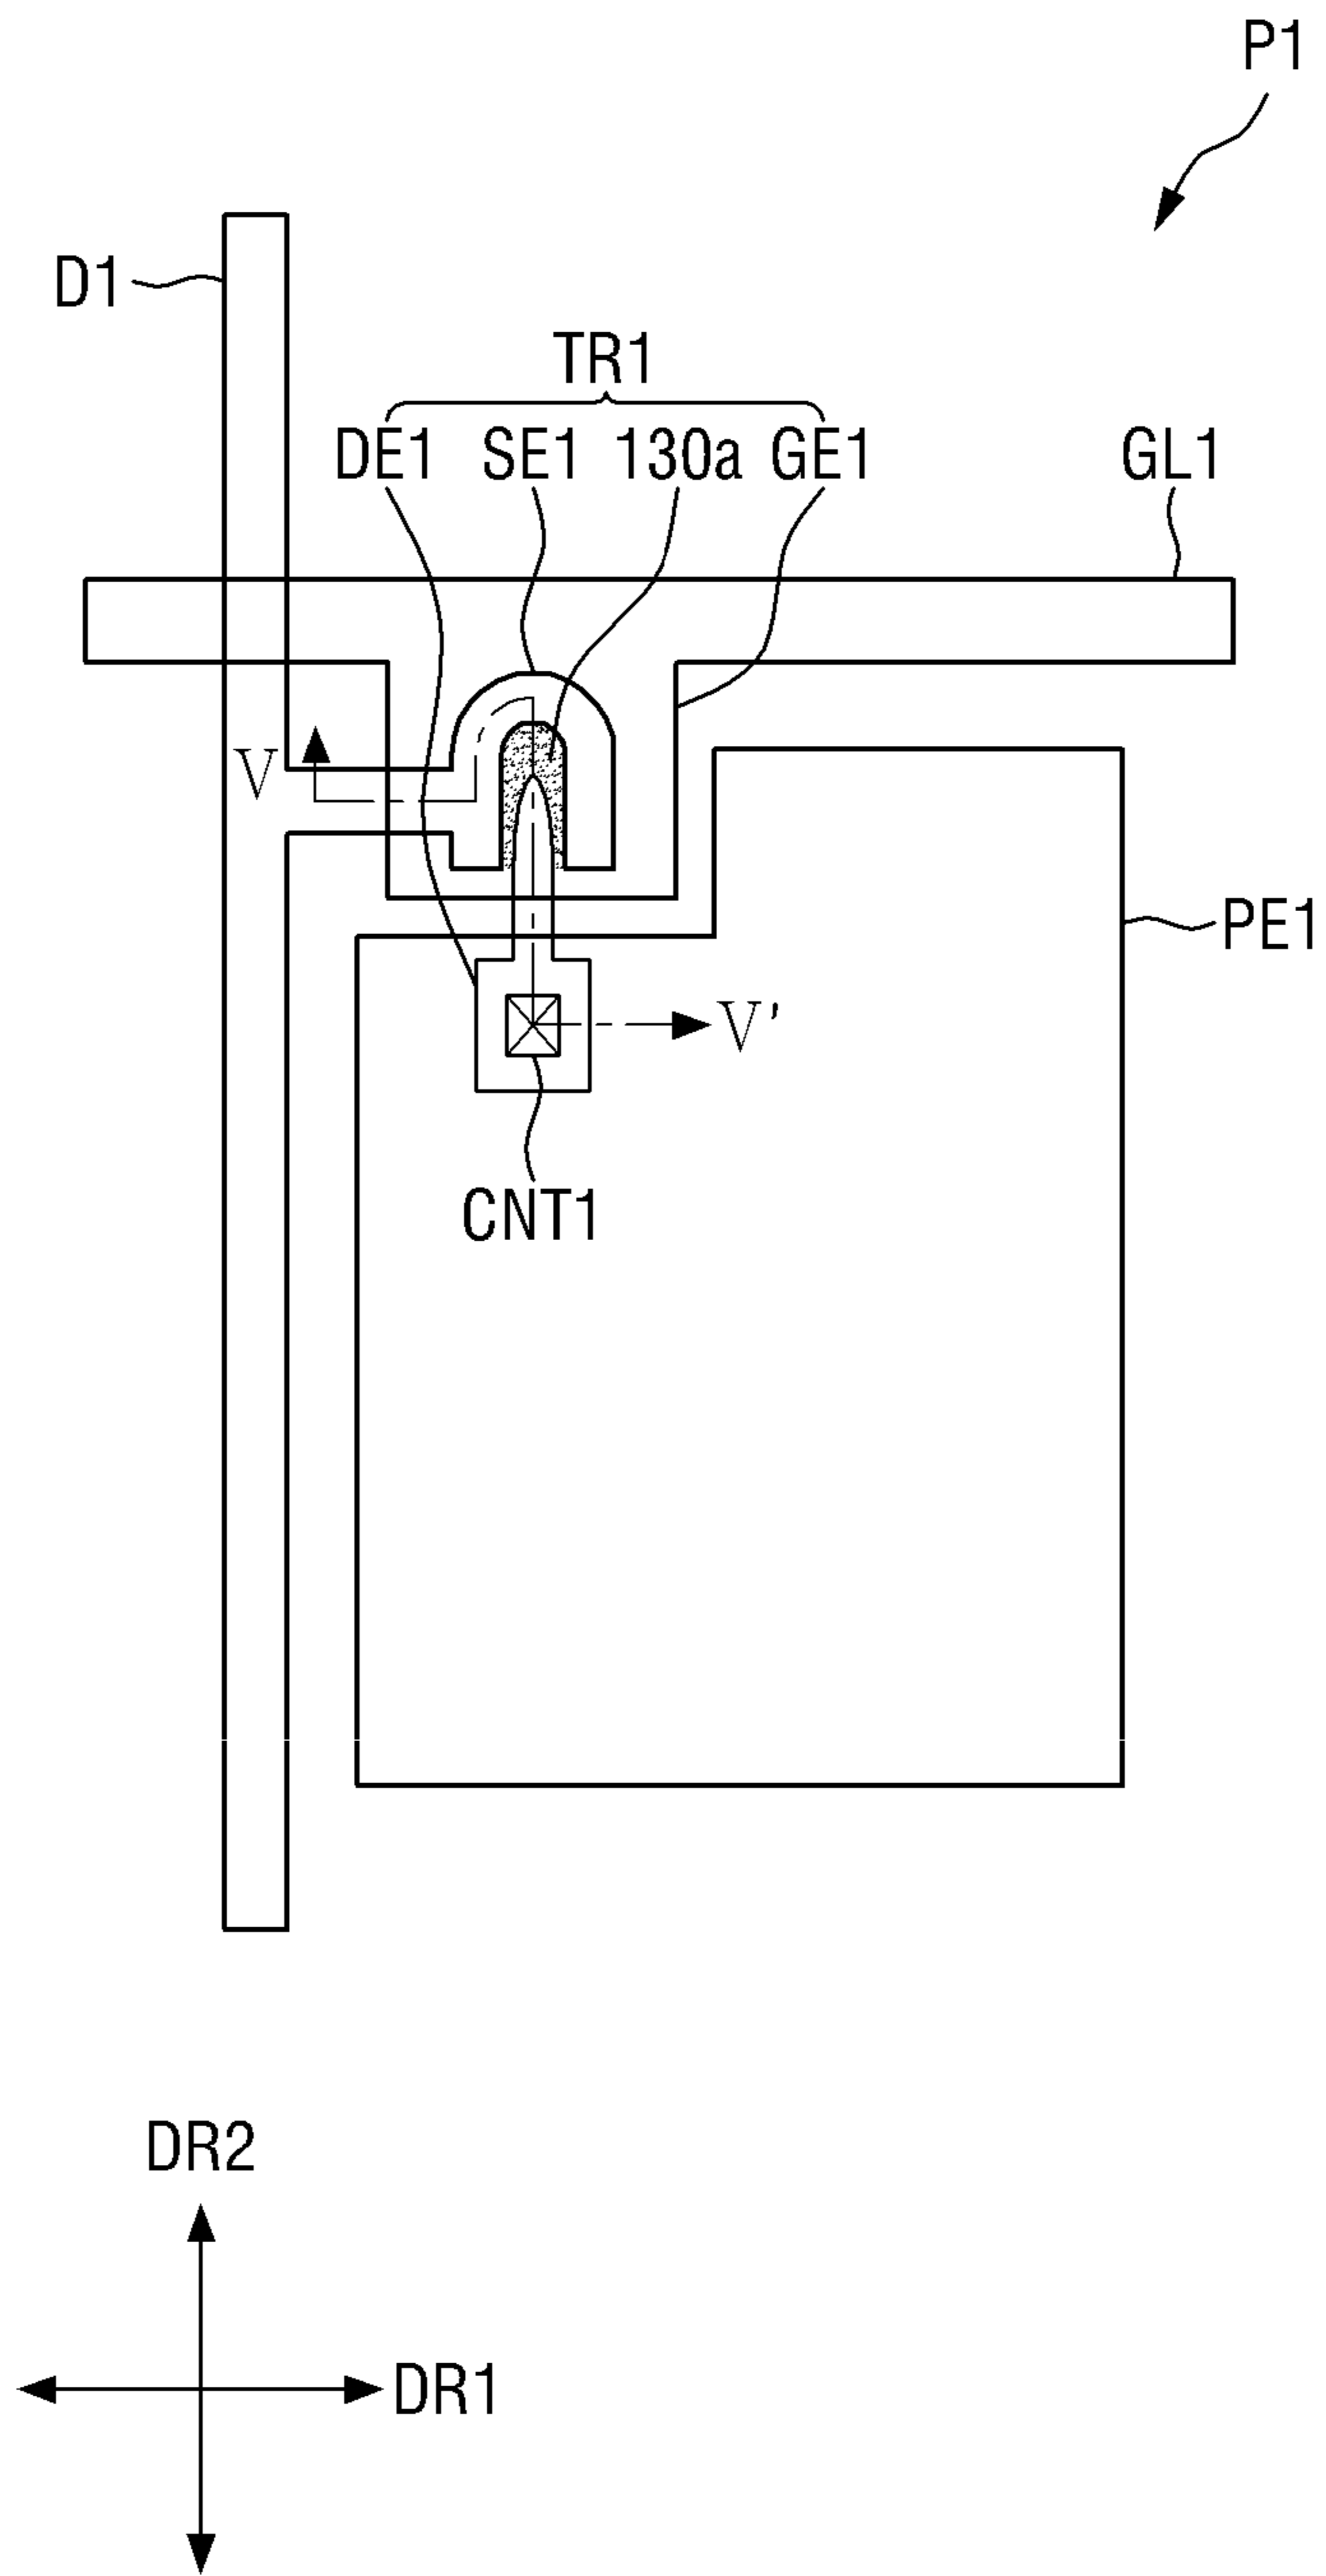 P1
D1
TR1
DE1 SE1 130a GE1
GL1
V
PE1
V'
CNT1
DR2
DR1